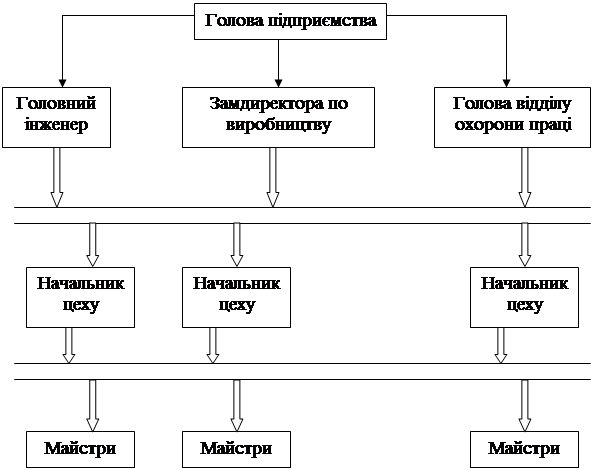 Голова підприємства
Головний
інженер
Замдиректора по
виробництву
Голова відділу
охорони праці
Начальник
цеху
Начальник
цеху
Начальник
цеху
Майстри
Майстри
Майстри